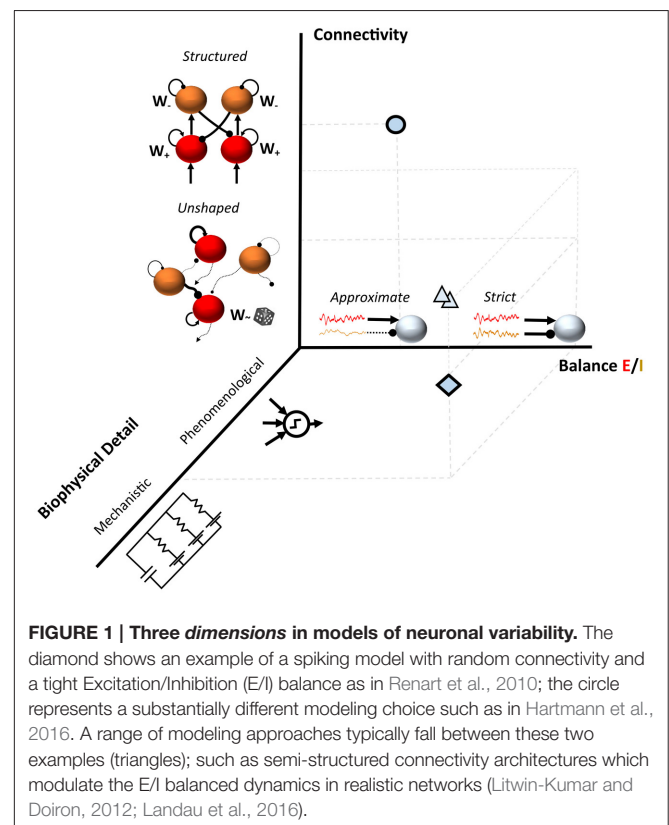 Connectivity
Structured
W- W-
W+ W+
Unshaped
W~
Approximate
Strict
Balance E/I
Phenomenological
Biophysical Detail
Mechanistic
FIGURE 1 | Three dimensions in models of neuronal variability. The
diamond shows an example of a spiking model with random connectivity and
a tight Excitation/Inhibition (E/I) balance as in Renart et al., 2010; the circle
represents a substantially different modeling choice such as in Hartmann et al.,
2016. A range of modeling approaches typically fall between these two
examples (triangles); such as semi-structured connectivity architectures which
modulate the E/I balanced dynamics in realistic networks (Litwin-Kumar and
Doiron, 2012; Landau et al., 2016).